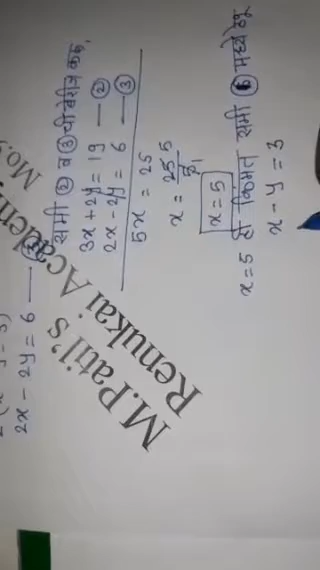 2x - 2y = 6 —
समी ② व ③ ची बेरीज करू,
3x + 2y = 19 — ②
2x - 2y = 6 — ③
5x = 25
x = 25/5
x = 5
x = 5 ही किंमत समी ① मध्ये ठेवू
x - y = 3
M.Patil's
Renukai Academy